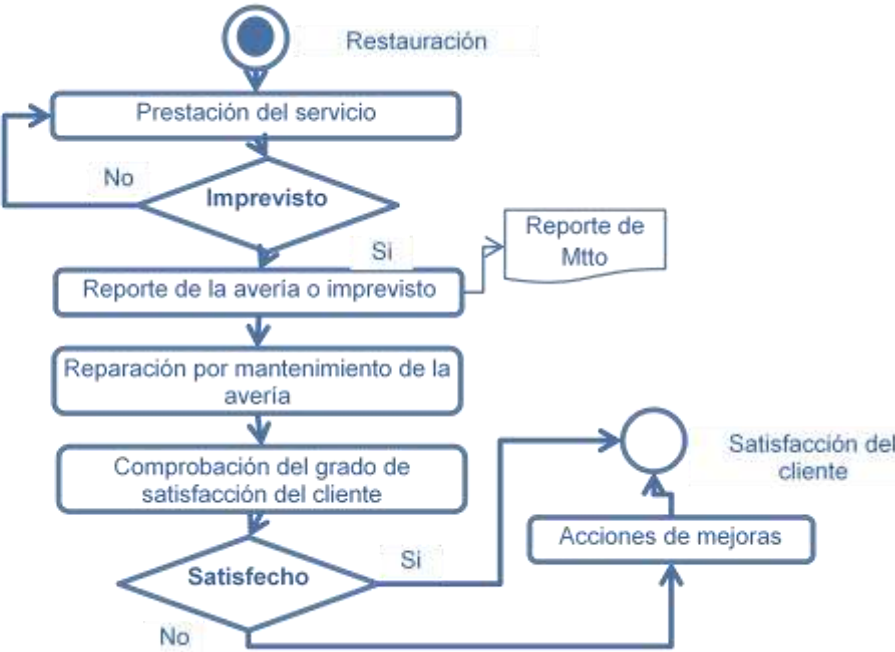 Restauración
Prestación del servicio
No
Imprevisto
Si
Reporte de
Mtto
Reporte de la avería o imprevisto
Reparación por mantenimiento de la
avería
Comprobación del grado de
satisfacción del cliente
Satisfacción del
cliente
Acciones de mejoras
Si
Satisfecho
No